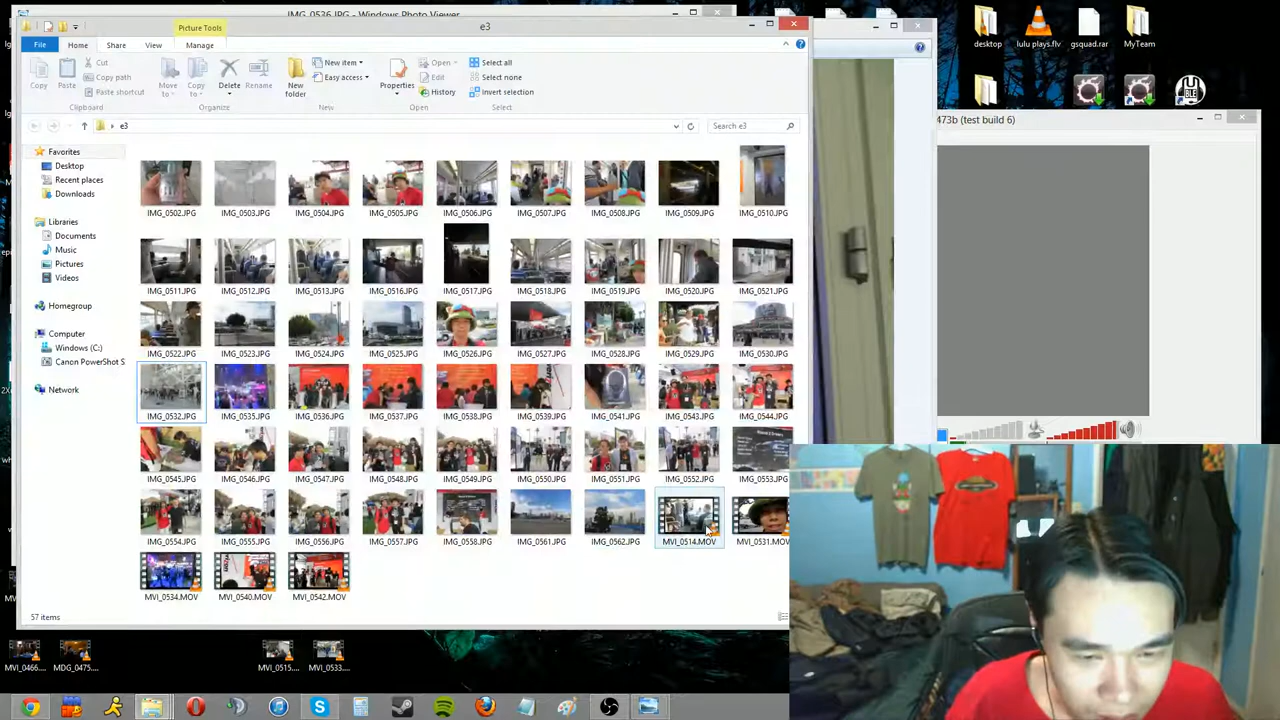 IMG_0536.JPG - Windows Photo Viewer
Picture Tools
e3
File
Home
Share
View
Manage
Copy
Paste
Cut
Copy path
Paste shortcut
Clipboard
Move to
Copy to
Delete
Rename
Organize
New folder
New item
Easy access
New
Properties
Open
Edit
History
Open
Select all
Select none
Invert selection
Select
e3
Search e3
Favorites
Desktop
Recent places
Downloads
Libraries
Documents
Music
Pictures
Videos
Homegroup
Computer
Windows (C:)
Canon PowerShot S
Network
IMG_0502.JPG IMG_0503.JPG IMG_0504.JPG IMG_0505.JPG IMG_0506.JPG IMG_0507.JPG IMG_0508.JPG IMG_0509.JPG IMG_0510.JPG
IMG_0511.JPG IMG_0512.JPG IMG_0513.JPG IMG_0516.JPG IMG_0517.JPG IMG_0518.JPG IMG_0519.JPG IMG_0520.JPG IMG_0521.JPG
IMG_0522.JPG IMG_0523.JPG IMG_0524.JPG IMG_0525.JPG IMG_0526.JPG IMG_0527.JPG IMG_0528.JPG IMG_0529.JPG IMG_0530.JPG
IMG_0532.JPG IMG_0535.JPG IMG_0536.JPG IMG_0537.JPG IMG_0538.JPG IMG_0539.JPG IMG_0541.JPG IMG_0543.JPG IMG_0544.JPG
IMG_0545.JPG IMG_0546.JPG IMG_0547.JPG IMG_0548.JPG IMG_0550.JPG IMG_0551.JPG IMG_0552.JPG IMG_0553.JPG
IMG_0554.JPG IMG_0555.JPG IMG_0556.JPG IMG_0557.JPG IMG_0558.JPG IMG_0561.JPG IMG_0562.JPG MVI_0514.MOV MVI_0531.MOV
MVI_0534.MOV MVI_0540.MOV MVI_0542.MOV
57 items
desktop
lulu plays.flv
gsquad.rar
MyTeam
473b (test build 6)
MVI_0466....
MDG_0475....
MVI_0515....
MVI_0533....